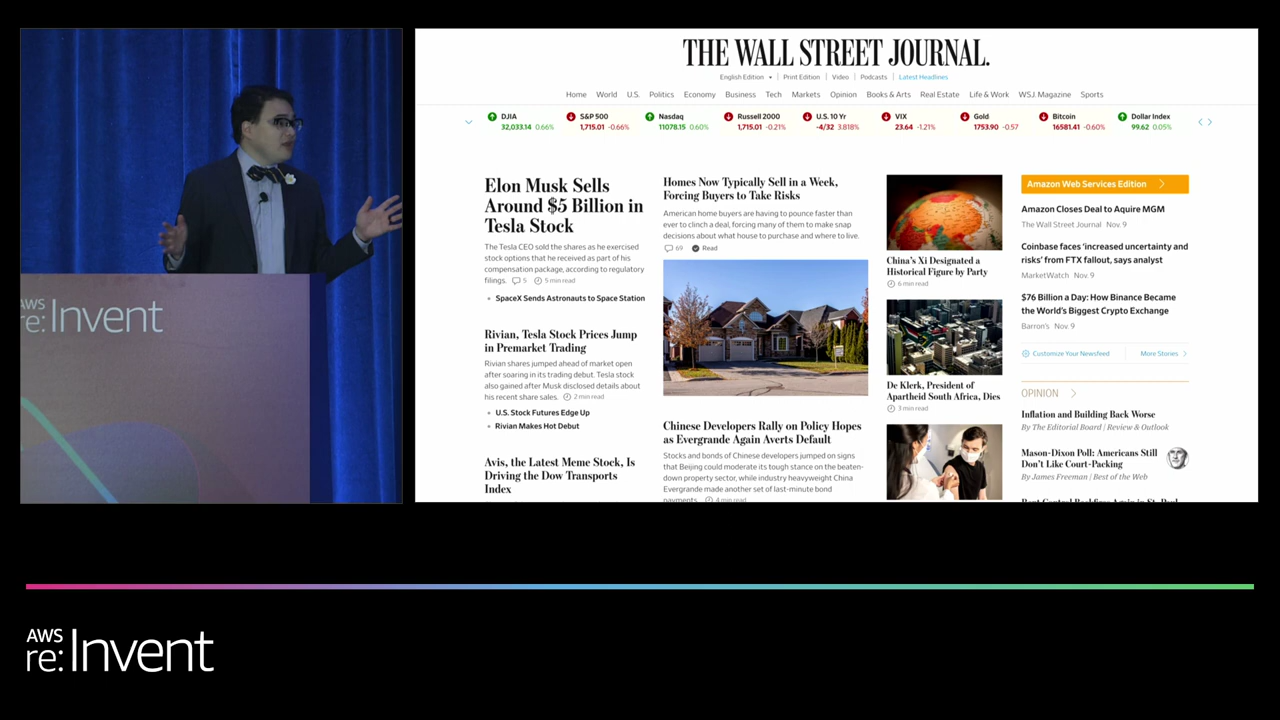 AWS
re:Invent
THE WALL STREET JOURNAL.
English Edition ▾ | Print Edition | Video | Podcasts | Latest Headlines
Home World U.S. Politics Economy Business Tech Markets Opinion Books & Arts Real Estate Life & Work WSJ. Magazine Sports
DJIA
32,033.14 0.66%
S&P 500
1,715.01 -0.66%
Nasdaq
11078.15 0.60%
Russell 2000
1,715.01 -0.21%
U.S. 10 Yr
-4/32 3.818%
VIX
23.64 -1.21%
Gold
1753.90 -0.57
Bitcoin
16581.41 -0.60%
Dollar Index
99.62 0.05%
Elon Musk Sells
Around $5 Billion in
Tesla Stock
The Tesla CEO sold the shares as he exercised
stock options that he received as part of his
compensation package, according to regulatory
filings. 5 5 min read
• SpaceX Sends Astronauts to Space Station
Rivian, Tesla Stock Prices Jump
in Premarket Trading
Rivian shares jumped ahead of market open
after soaring in its trading debut. Tesla stock
also gained after Musk disclosed details about
his recent share sales. 2 min read
• U.S. Stock Futures Edge Up
• Rivian Makes Hot Debut
Avis, the Latest Meme Stock, Is
Driving the Dow Transports
Index
Homes Now Typically Sell in a Week,
Forcing Buyers to Take Risks
American home buyers are having to pounce faster than
ever to clinch a deal, forcing many of them to make snap
decisions about what house to purchase and where to live.
69 Read
Chinese Developers Rally on Policy Hopes
as Evergrande Again Averts Default
Stocks and bonds of Chinese developers jumped on signs
that Beijing could moderate its tough stance on the beaten-
down property sector, while industry heavyweight China
Evergrande made another set of last-minute bond
payments. 4 min read
China's Xi Designated a
Historical Figure by Party
6 min read
De Klerk, President of
Apartheid South Africa, Dies
3 min read
Amazon Web Services Edition
Amazon Closes Deal to Aquire MGM
The Wall Street Journal Nov. 9
Coinbase faces 'increased uncertainty and
risks' from FTX fallout, says analyst
MarketWatch Nov. 9
$76 Billion a Day: How Binance Became
the World's Biggest Crypto Exchange
Barron's Nov. 9
Customize Your Newsfeed More Stories
OPINION
Inflation and Building Back Worse
By The Editorial Board | Review & Outlook
Mason-Dixon Poll: Americans Still
Don't Like Court-Packing
By James Freeman | Best of the Web
Rent Control Backfires Again in St. Paul
AWS
re:Invent